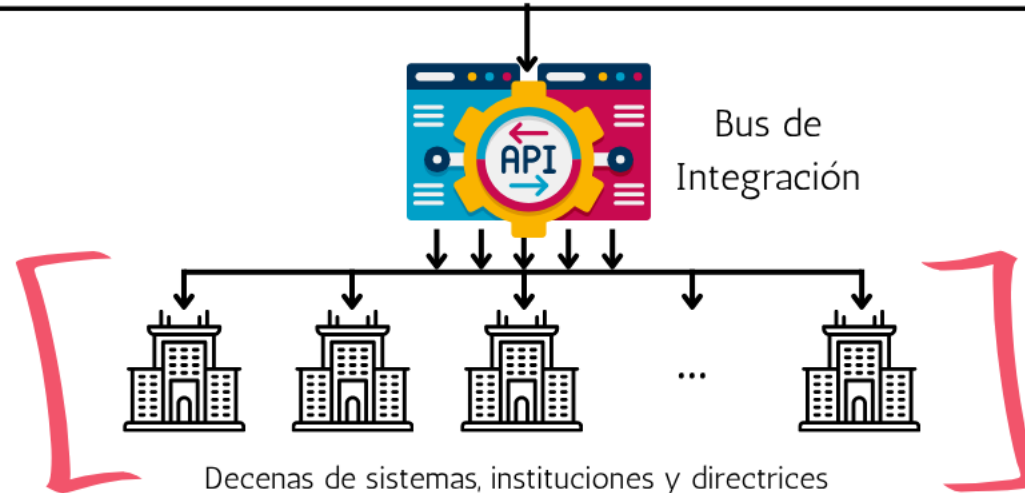 API
Bus de
Integración
...
Decenas de sistemas, instituciones y directrices